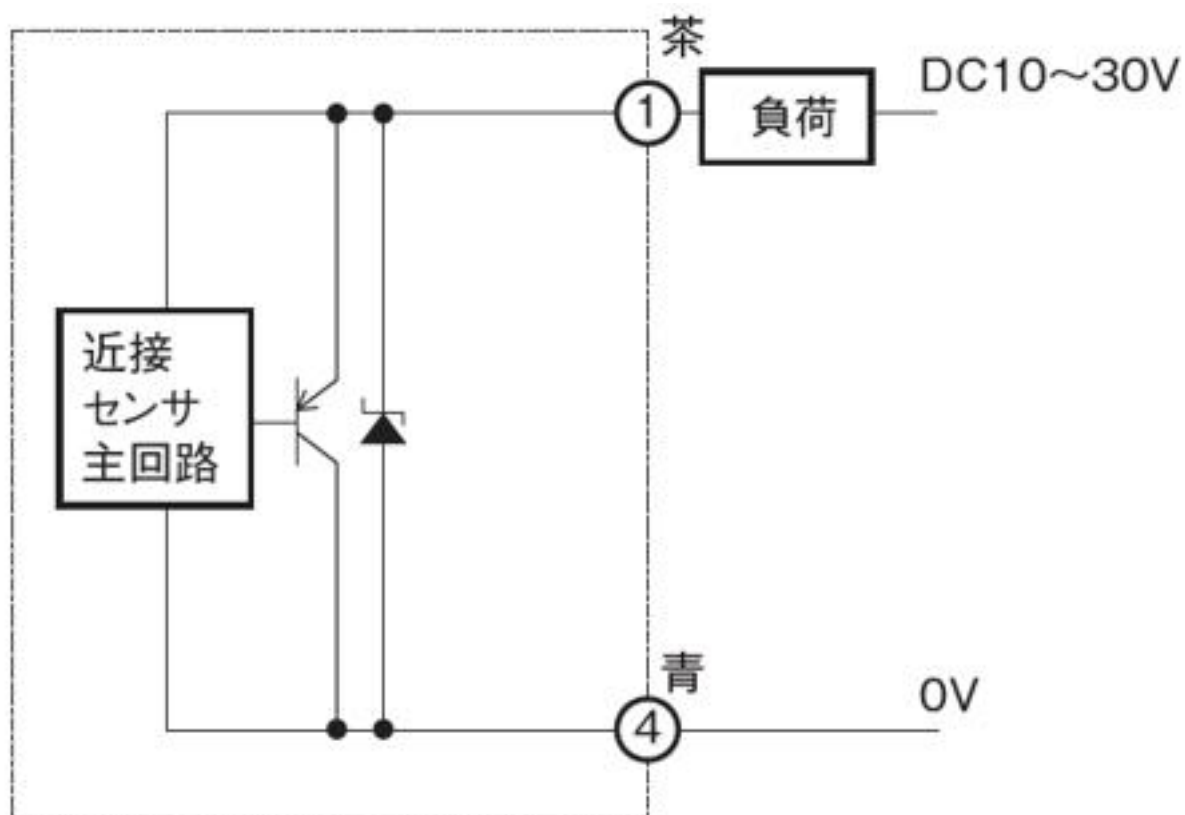 茶
① 負荷 DC10～30V
近接
センサ
主回路
青
④ 0V